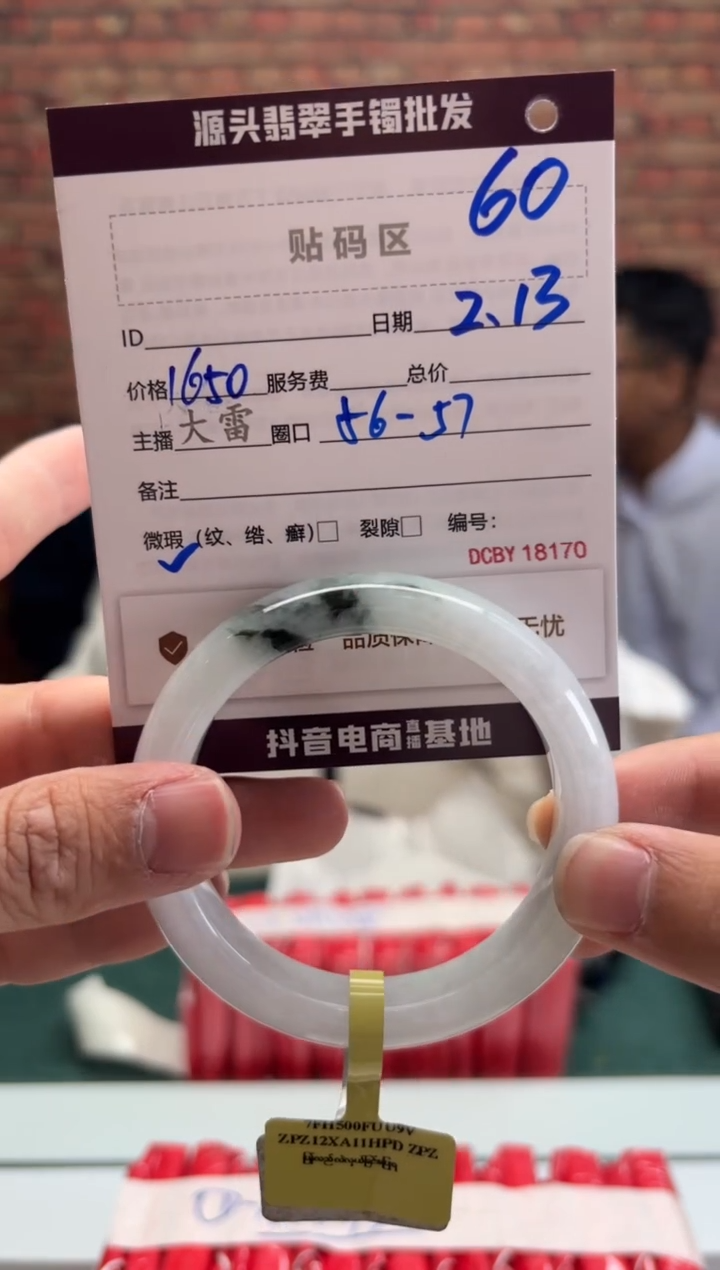 源头翡翠手镯批发
60
贴码区
ID 日期 2.13
价格 1650 服务费 总价
主播 大雷 圈口 56-57
备注
微瑕(纹、绺、癣)□ 裂隙□ 编号:
✓
DCBY 18170
品质保 无忧
抖音电商直播基地
ZPZ12XA11HPD ZPZ